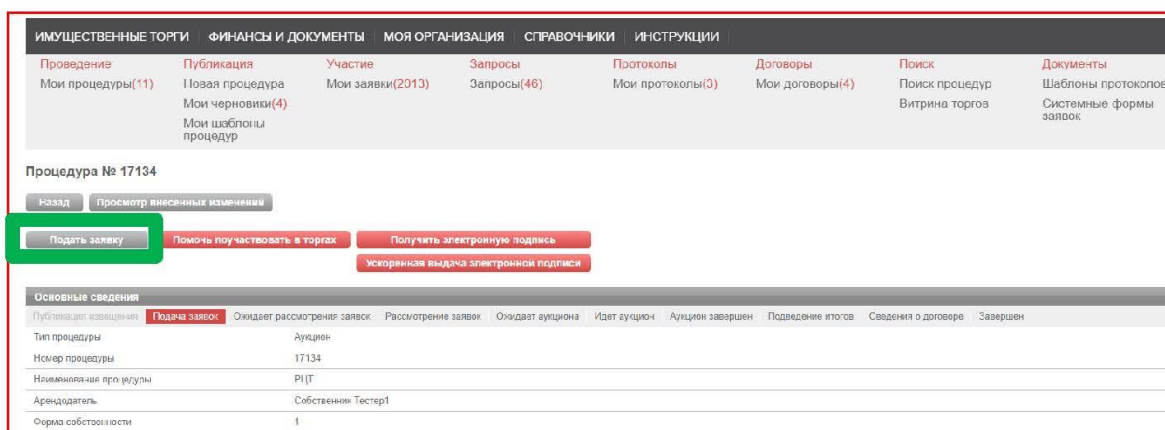 ИМУЩЕСТВЕННЫЕ ТОРГИ ФИНАНСЫ И ДОКУМЕНТЫ МОЯ ОРГАНИЗАЦИЯ СПРАВОЧНИКИ ИНСТРУКЦИИ
Проведение Публикация Участие Запросы Протоколы Договоры Поиск Документы
Мои процедуры(11) Новая процедура Мои заявки(2013) Запросы(46) Мои протоколы(3) Мои договоры(4) Поиск процедур Шаблоны протоколов
Мои черновики(4) Витрина торгов Системные формы
Мои шаблоны заявок
процедур
Процедура № 17134
Назад Просмотр внесенных изменений
Подать заявку Помочь поучаствовать в торгах Получить электронную подпись
Ускоренная выдача электронной подписи
Основные сведения
Публикация извещения Подача заявок Ожидает рассмотрения заявок Рассмотрение заявок Ожидает аукциона Идет аукцион Аукцион завершен Подведение итогов Сведения о договоре Завершен
Тип процедуры Аукцион
Номер процедуры 17134
Наименование процедуры РЦТ
Арендодатель Собственник Тестер1
Форма собственности 1